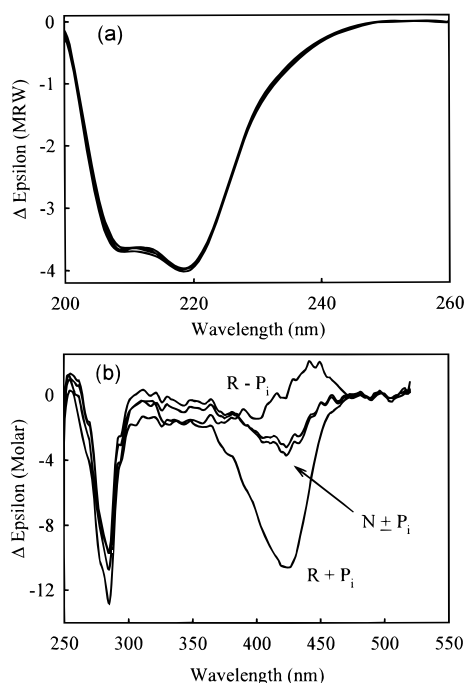 (a)
Δ Epsilon (MRW)
0
-1
-2
-3
-4
200
220
240
260
Wavelength (nm)
(b)
Δ Epsilon (Molar)
0
-4
-8
-12
R - Pi
N ± Pi
R + Pi
250
300
350
400
450
500
550
Wavelength (nm)